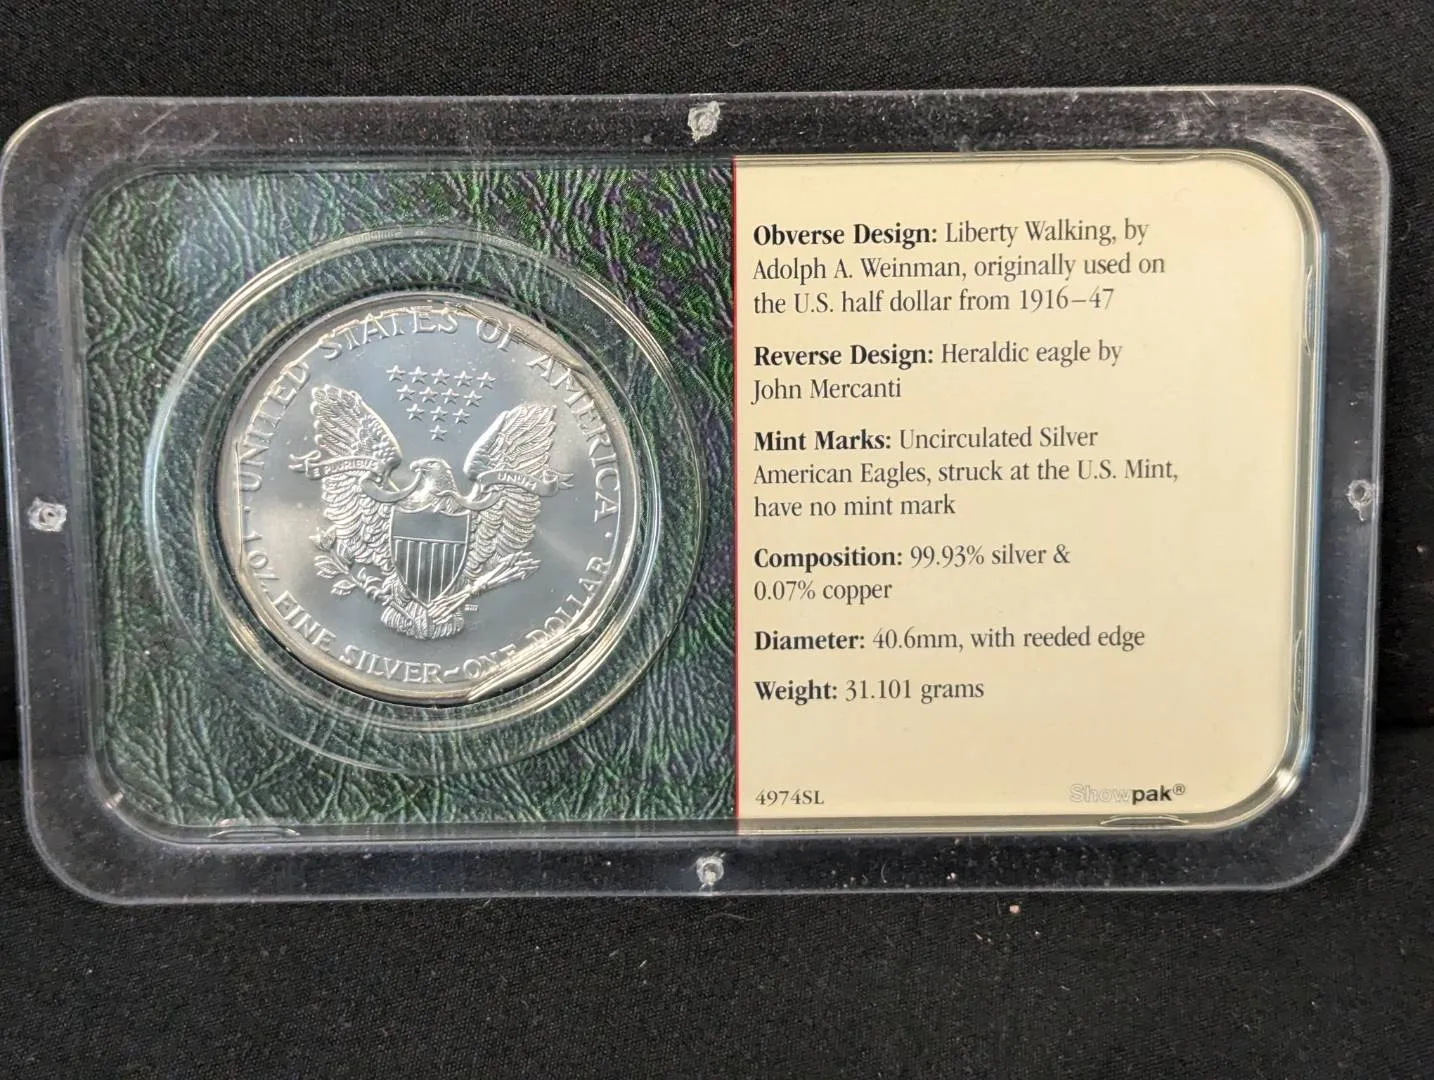 UNITED STATES OF AMERICA
E PLURIBUS
UNUM
1 OZ. FINE SILVER–ONE DOLLAR
Obverse Design: Liberty Walking, by
Adolph A. Weinman, originally used on
the U.S. half dollar from 1916–47
Reverse Design: Heraldic eagle by
John Mercanti
Mint Marks: Uncirculated Silver
American Eagles, struck at the U.S. Mint,
have no mint mark
Composition: 99.93% silver &
0.07% copper
Diameter: 40.6mm, with reeded edge
Weight: 31.101 grams
4974SL
Showpak®